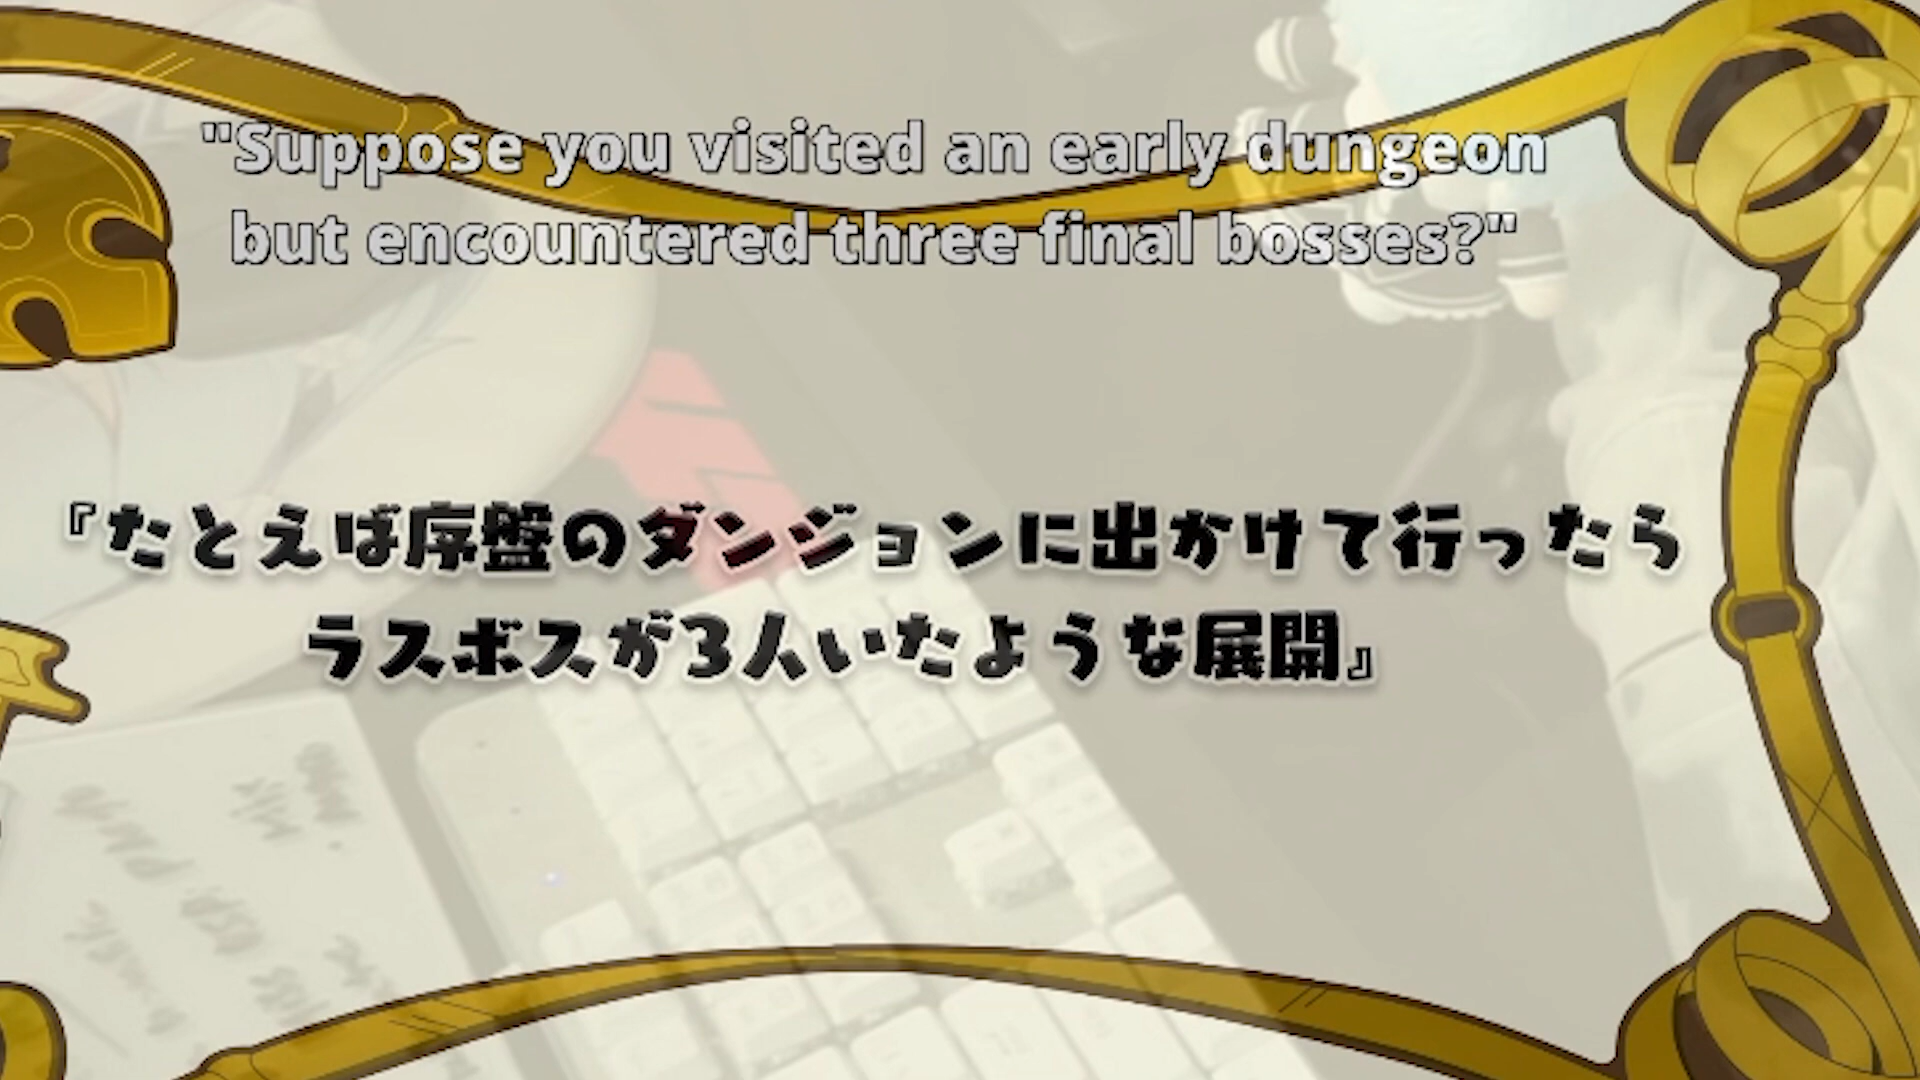 "Suppose you visited an early dungeon
but encountered three final bosses?"
『たとえば序盤のダンジョンに出かけて行ったら
ラスボスが3人いたような展開』